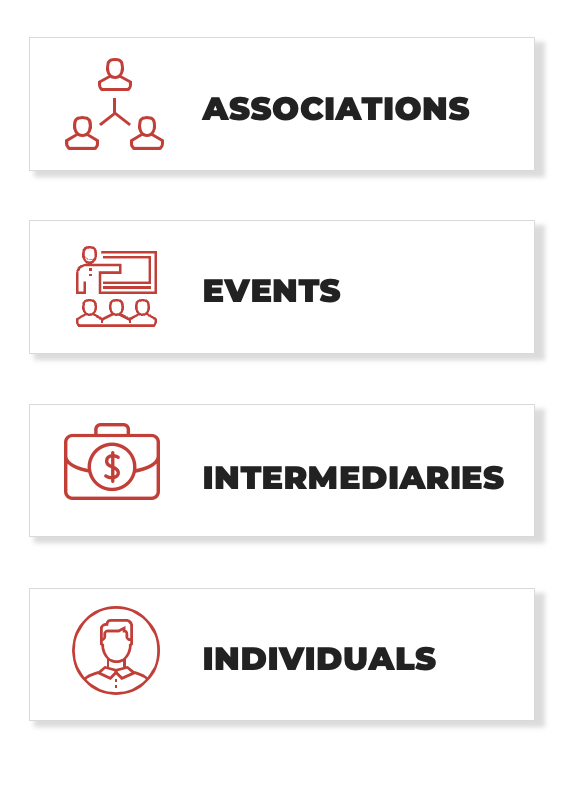 ASSOCIATIONS
EVENTS
$
INTERMEDIARIES
INDIVIDUALS